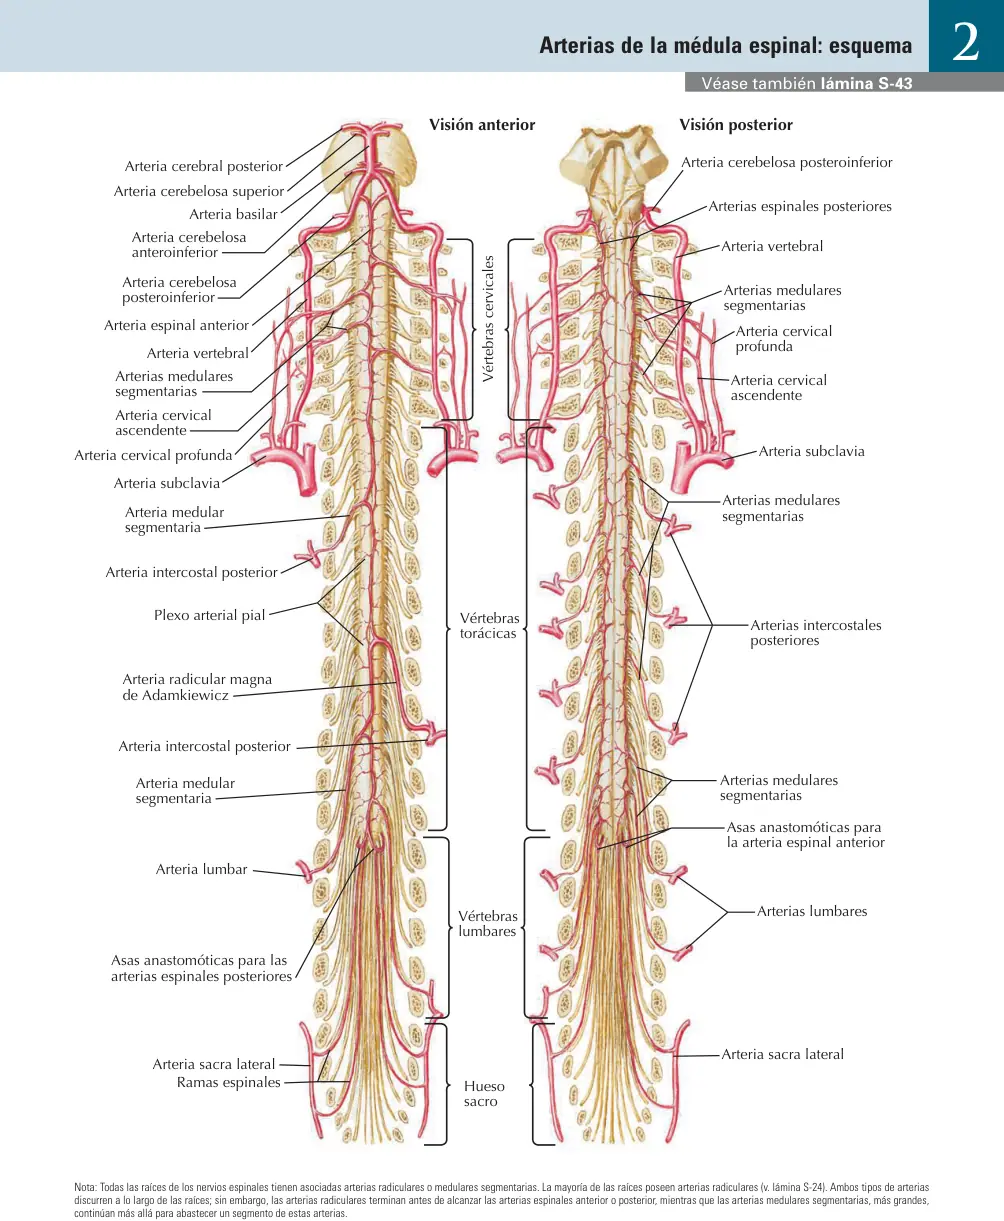 Arterias de la médula espinal: esquema
2
Véase también lámina S-43
Visión anterior
Arteria cerebral posterior
Arteria cerebelosa superior
Arteria basilar
Arteria cerebelosa
anteroinferior
Arteria cerebelosa
posteroinferior
Arteria espinal anterior
Arteria vertebral
Arterias medulares
segmentarias
Arteria cervical
ascendente
Arteria cervical profunda
Arteria subclavia
Arteria medular
segmentaria
Arteria intercostal posterior
Plexo arterial pial
Arteria radicular magna
de Adamkiewicz
Arteria intercostal posterior
Arteria medular
segmentaria
Arteria lumbar
Asas anastomóticas para las
arterias espinales posteriores
Arteria sacra lateral
Ramas espinales
Vértebras cervicales
Vértebras
torácicas
Vértebras
lumbares
Hueso
sacro
Visión posterior
Arteria cerebelosa posteroinferior
Arterias espinales posteriores
Arteria vertebral
Arterias medulares
segmentarias
Arteria cervical
profunda
Arteria cervical
ascendente
Arteria subclavia
Arterias medulares
segmentarias
Arterias intercostales
posteriores
Arterias medulares
segmentarias
Asas anastomóticas para
la arteria espinal anterior
Arterias lumbares
Arteria sacra lateral
Nota: Todas las raíces de los nervios espinales tienen asociadas arterias radiculares o medulares segmentarias. La mayoría de las raíces poseen arterias radiculares (v. lámina S-24). Ambos tipos de arterias
discurren a lo largo de las raíces; sin embargo, las arterias radiculares terminan antes de alcanzar las arterias espinales anterior o posterior, mientras que las arterias medulares segmentarias, más grandes,
continúan más allá para abastecer un segmento de estas arterias.